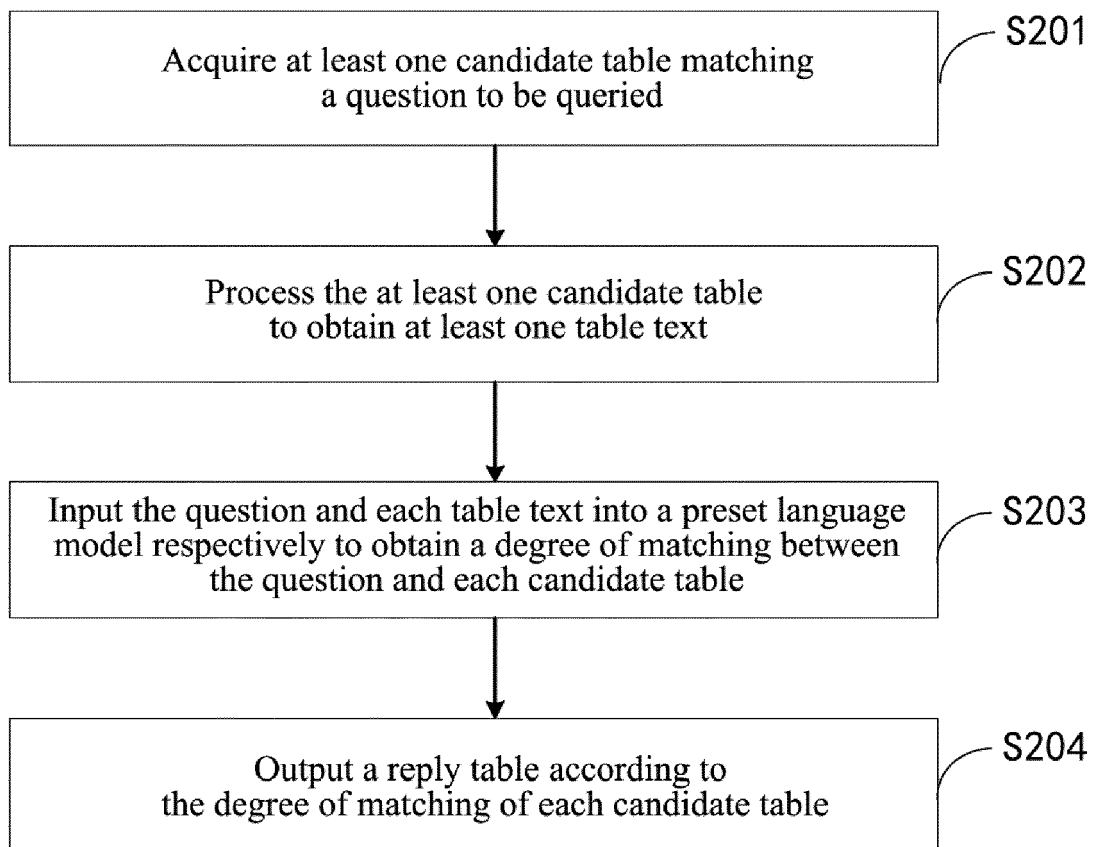 Acquire at least one candidate table matching
a question to be queried
S201
Process the at least one candidate table
to obtain at least one table text
S202
Input the question and each table text into a preset language
model respectively to obtain a degree of matching between
the question and each candidate table
S203
Output a reply table according to
the degree of matching of each candidate table
S204